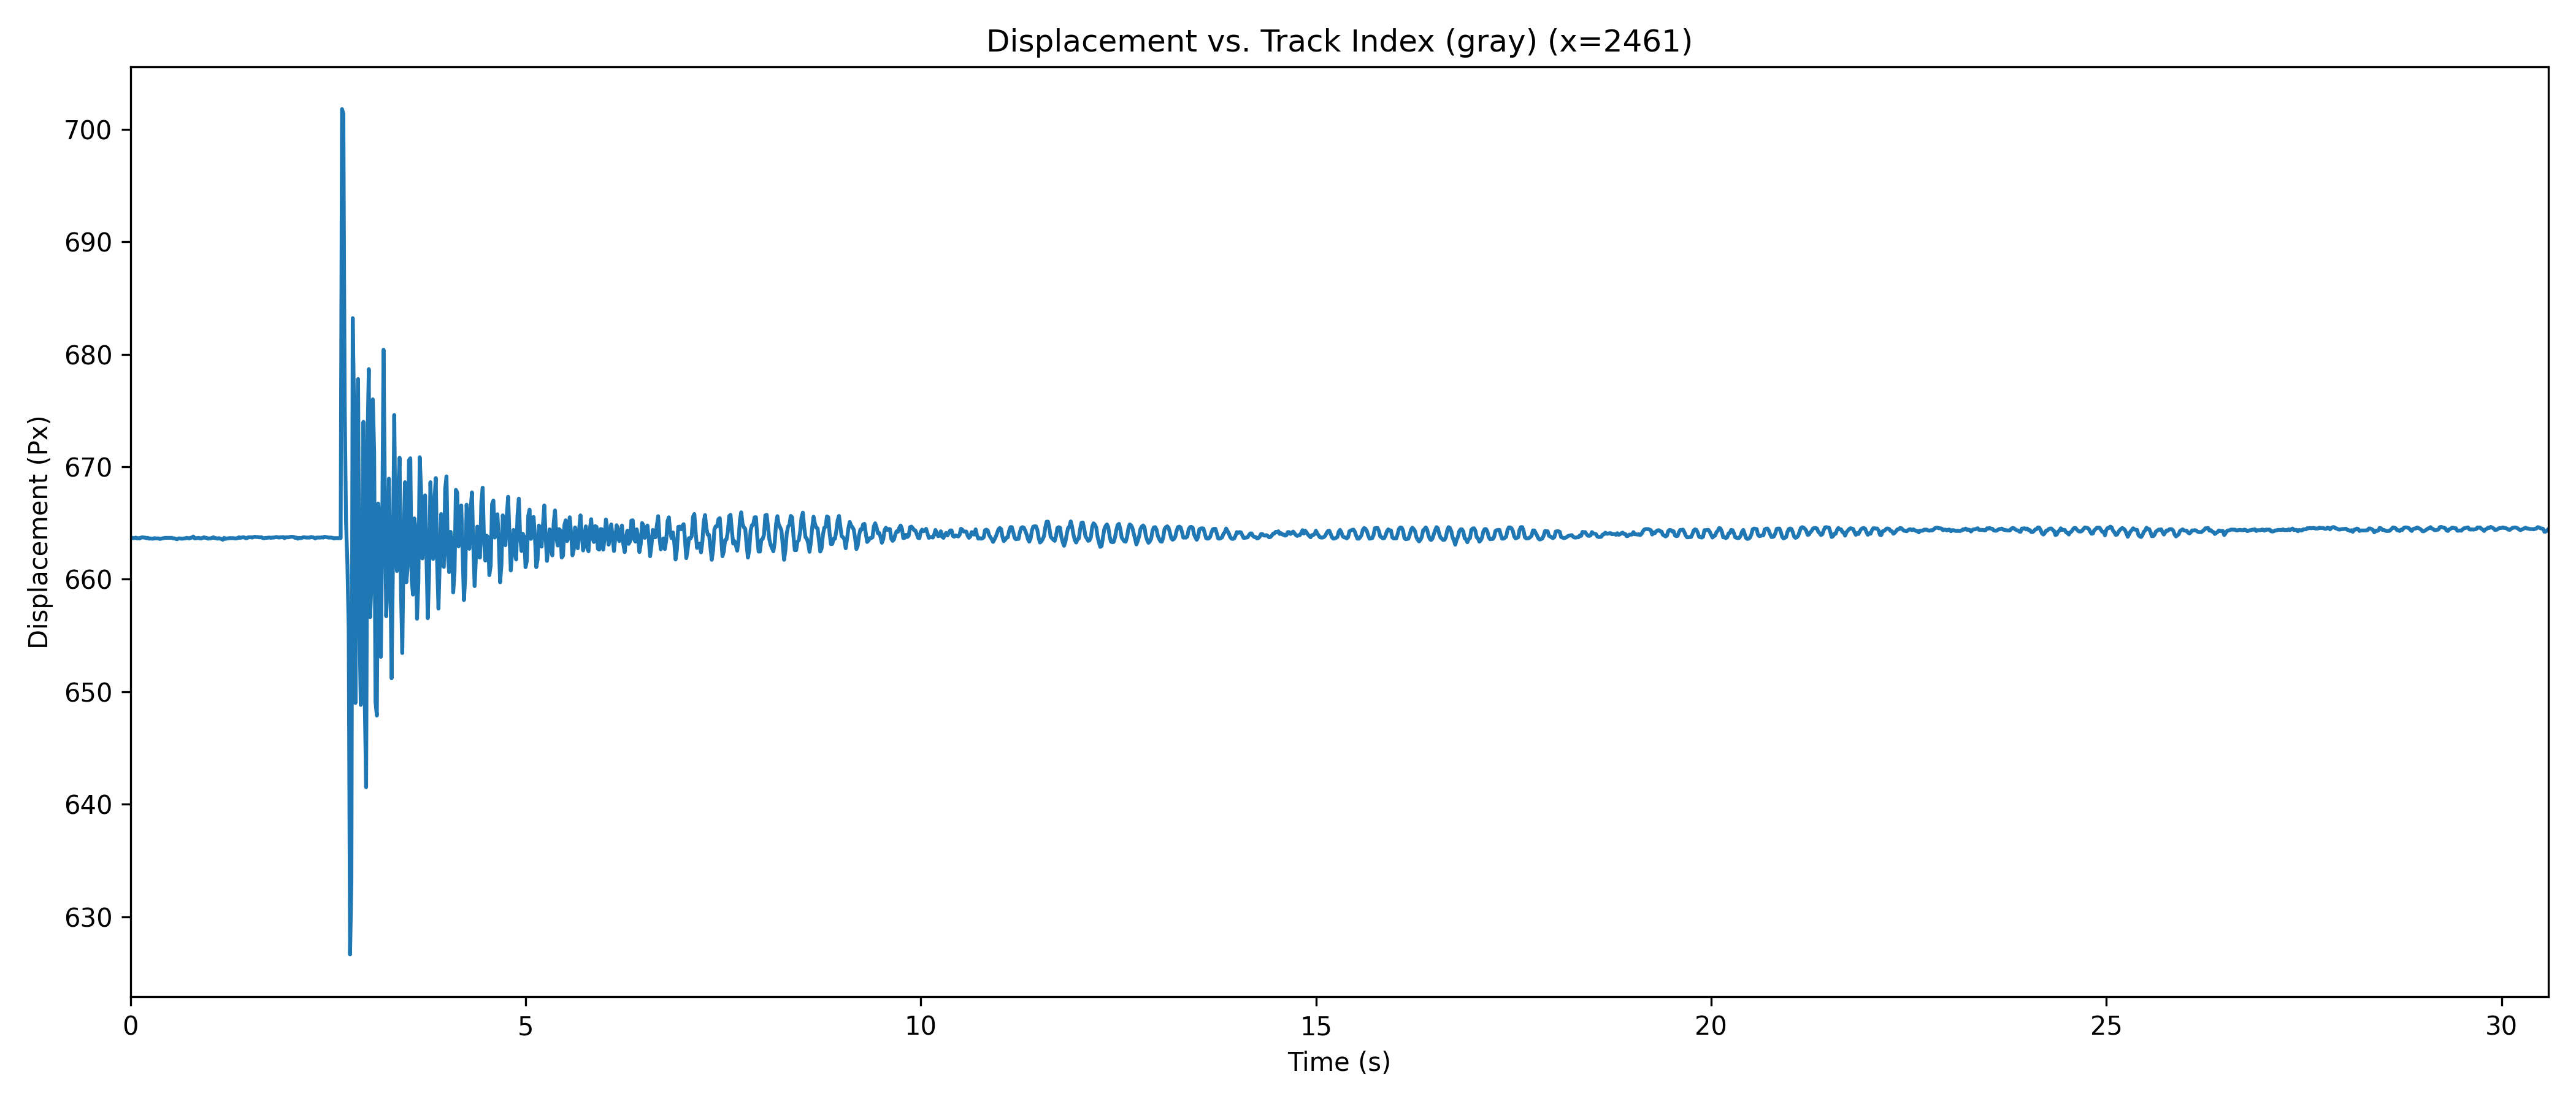 Displacement vs. Track Index (gray) (x=2461)
700
690
680
670
660
650
640
630
Displacement (Px)
0 5 10 15 20 25 30
Time (s)